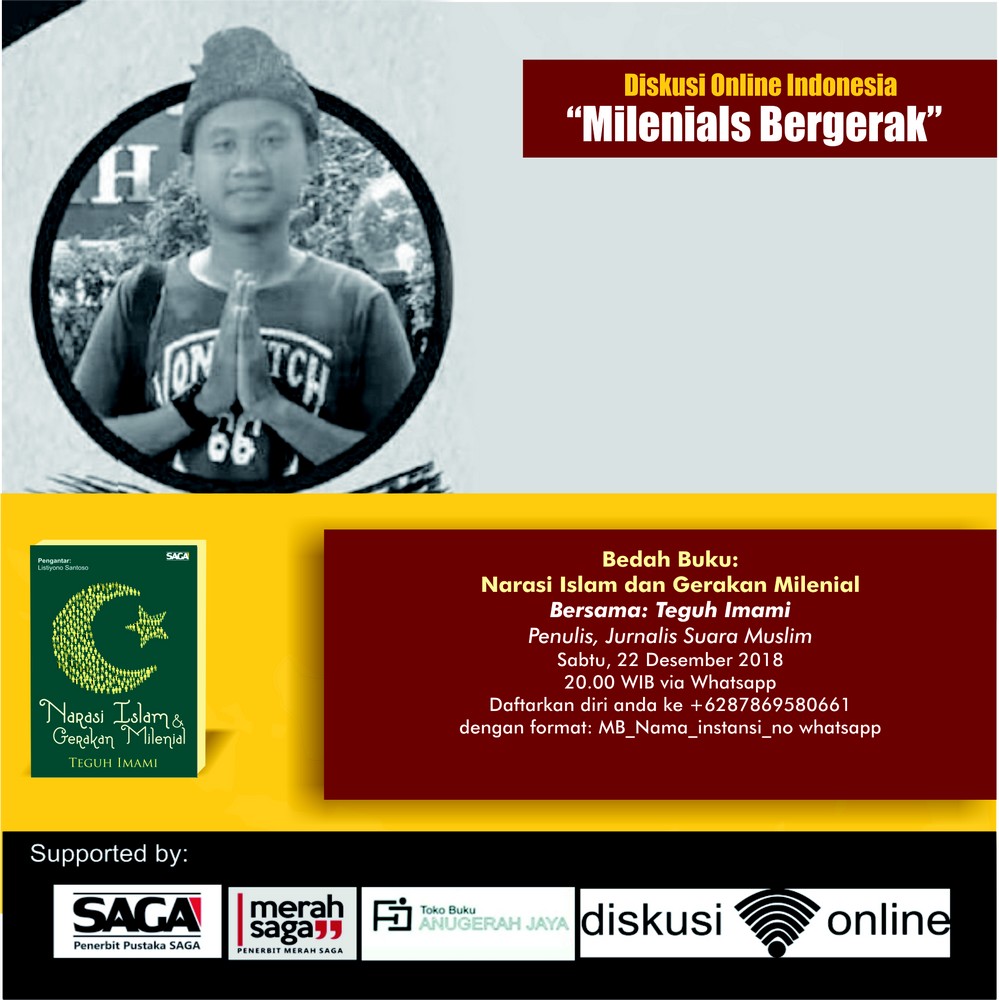 Diskusi Online Indonesia
“Milenials Bergerak”
H
66
Pengantar:
Listiyono Santoso
SAGA
Narasi Islam &
Gerakan Milenial
Teguh Imami
Bedah Buku:
Narasi Islam dan Gerakan Milenial
Bersama: Teguh Imami
Penulis, Jurnalis Suara Muslim
Sabtu, 22 Desember 2018
20.00 WIB via Whatsapp
Daftarkan diri anda ke +6287869580661
dengan format: MB_Nama_instansi_no whatsapp
Supported by:
SAGA
Penerbit Pustaka SAGA
merah
saga
PENERBIT MERAH SAGA
Toko Buku
ANUGERAH JAYA
diskusi online